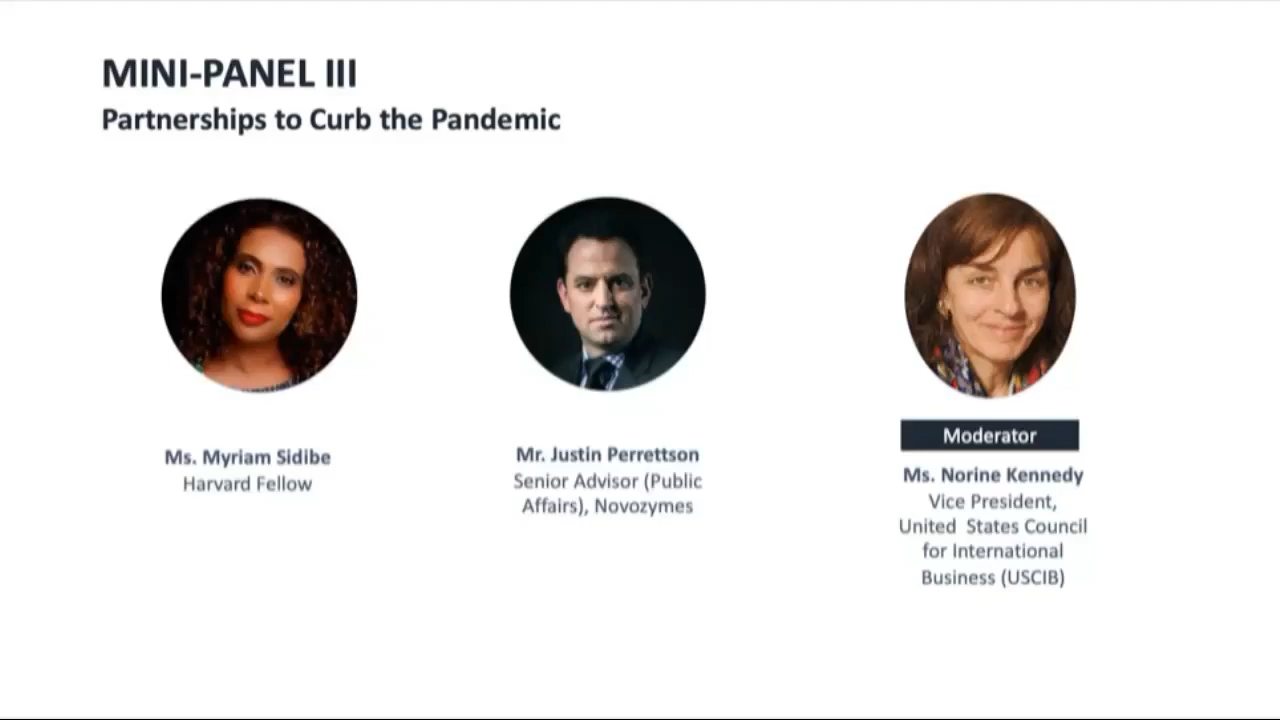 MINI-PANEL III
Partnerships to Curb the Pandemic
Ms. Myriam Sidibe
Harvard Fellow
Mr. Justin Perrettson
Senior Advisor (Public
Affairs), Novozymes
Moderator
Ms. Norine Kennedy
Vice President,
United States Council
for International
Business (USCIB)